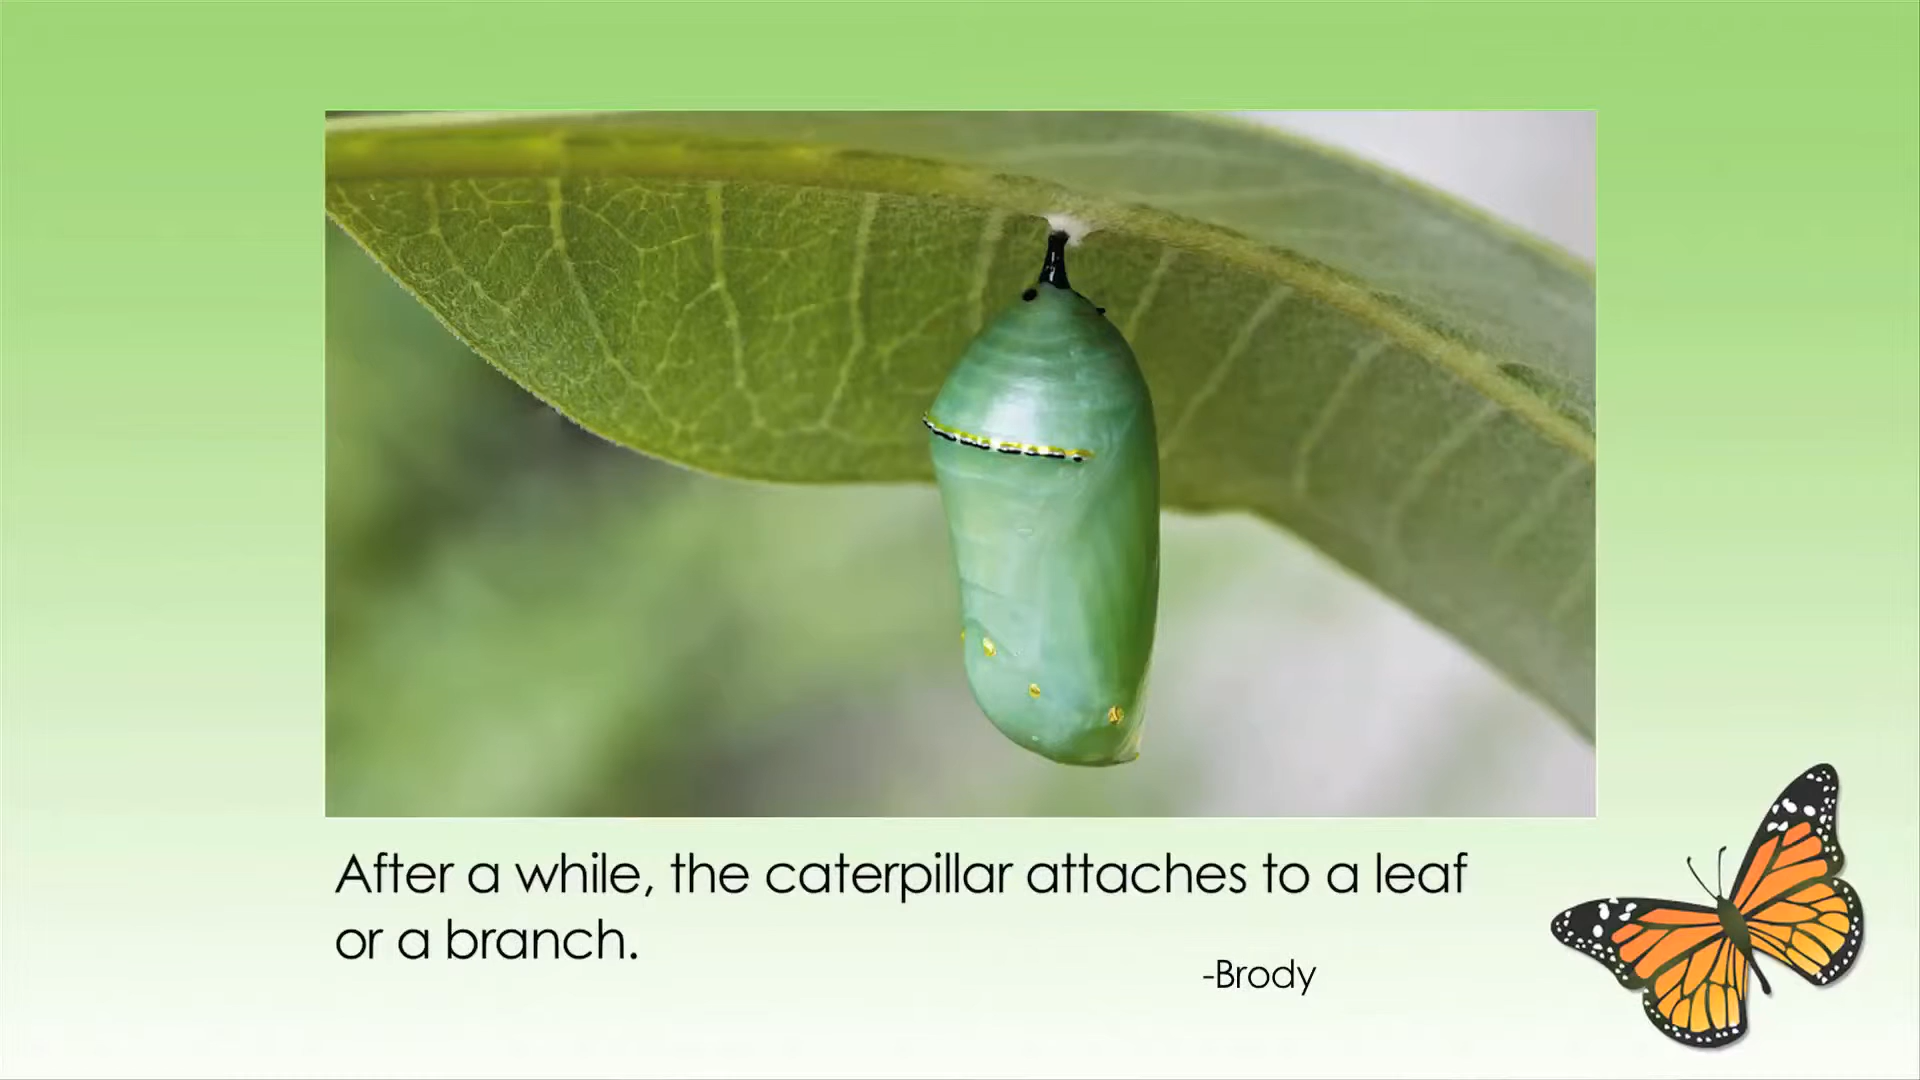 After a while, the caterpillar attaches to a leaf
or a branch.
-Brody